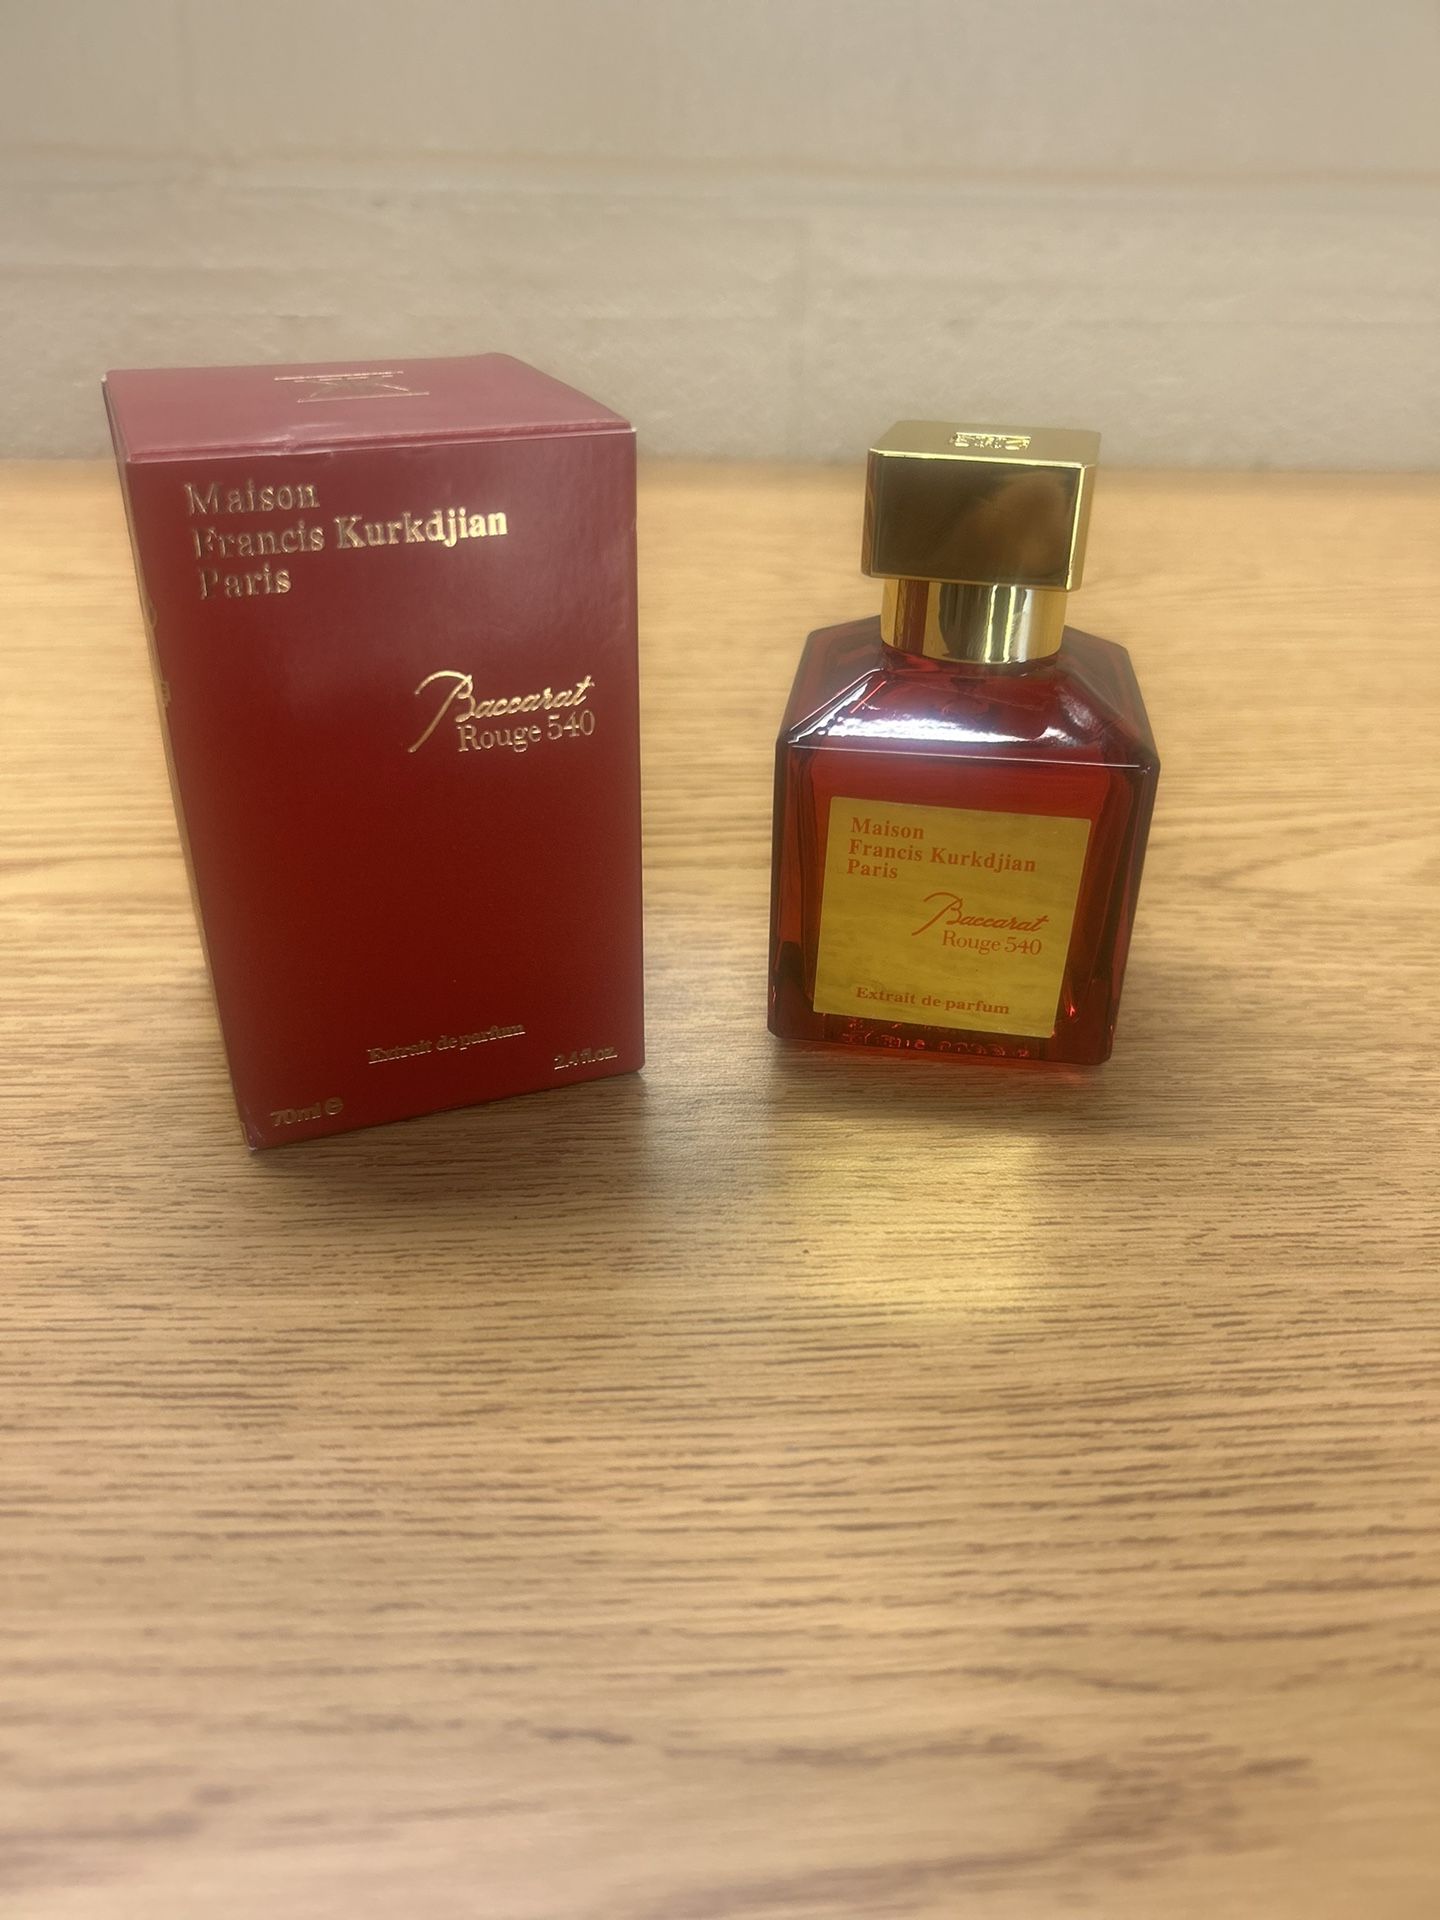 Maison
Francis Kurkdjian
Paris
Baccarat
Rouge 540
Extrait de parfum
70ml ℮
2.4 fl.oz.
Maison
Francis Kurkdjian
Paris
Baccarat
Rouge 540
Extrait de parfum